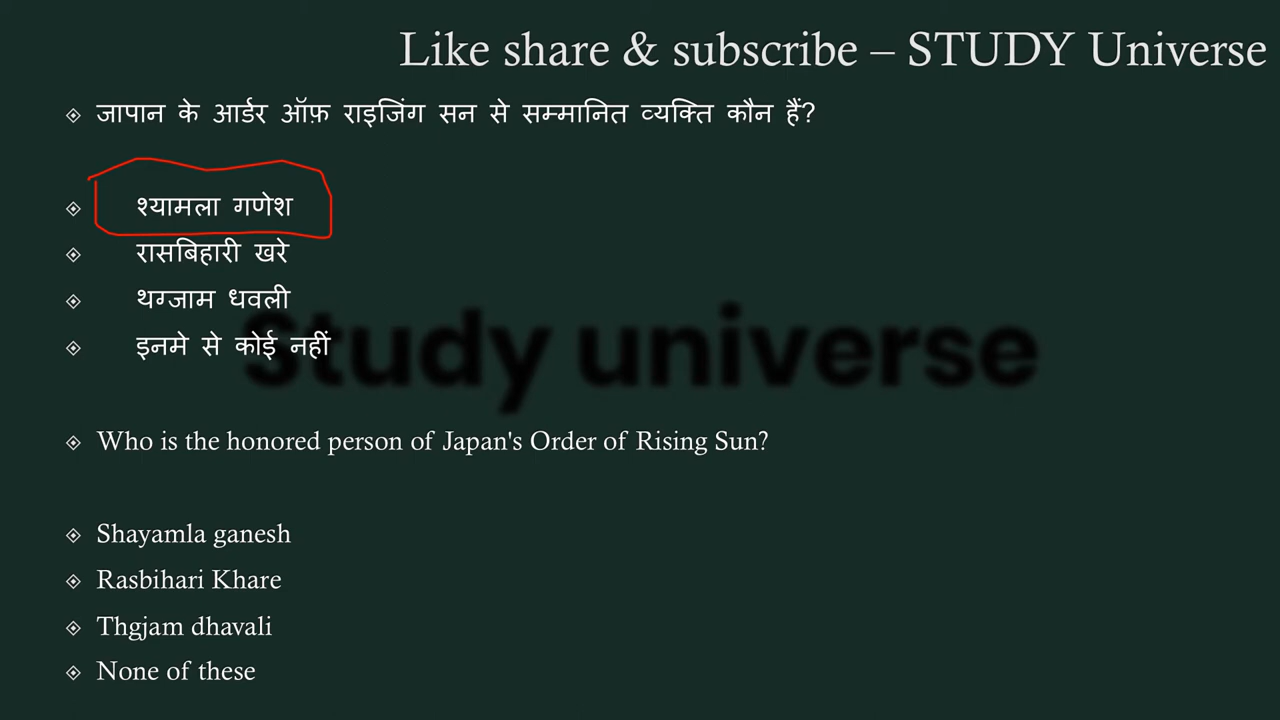 Like share & subscribe – STUDY Universe
जापान के आर्डर ऑफ़ राइजिंग सन से सम्मानित व्यक्ति कौन हैं?
श्यामला गणेश
रासबिहारी खरे
थग्जाम धवली
इनमे से कोई नहीं
Study universe
Who is the honored person of Japan's Order of Rising Sun?
Shayamla ganesh
Rasbihari Khare
Thgjam dhavali
None of these